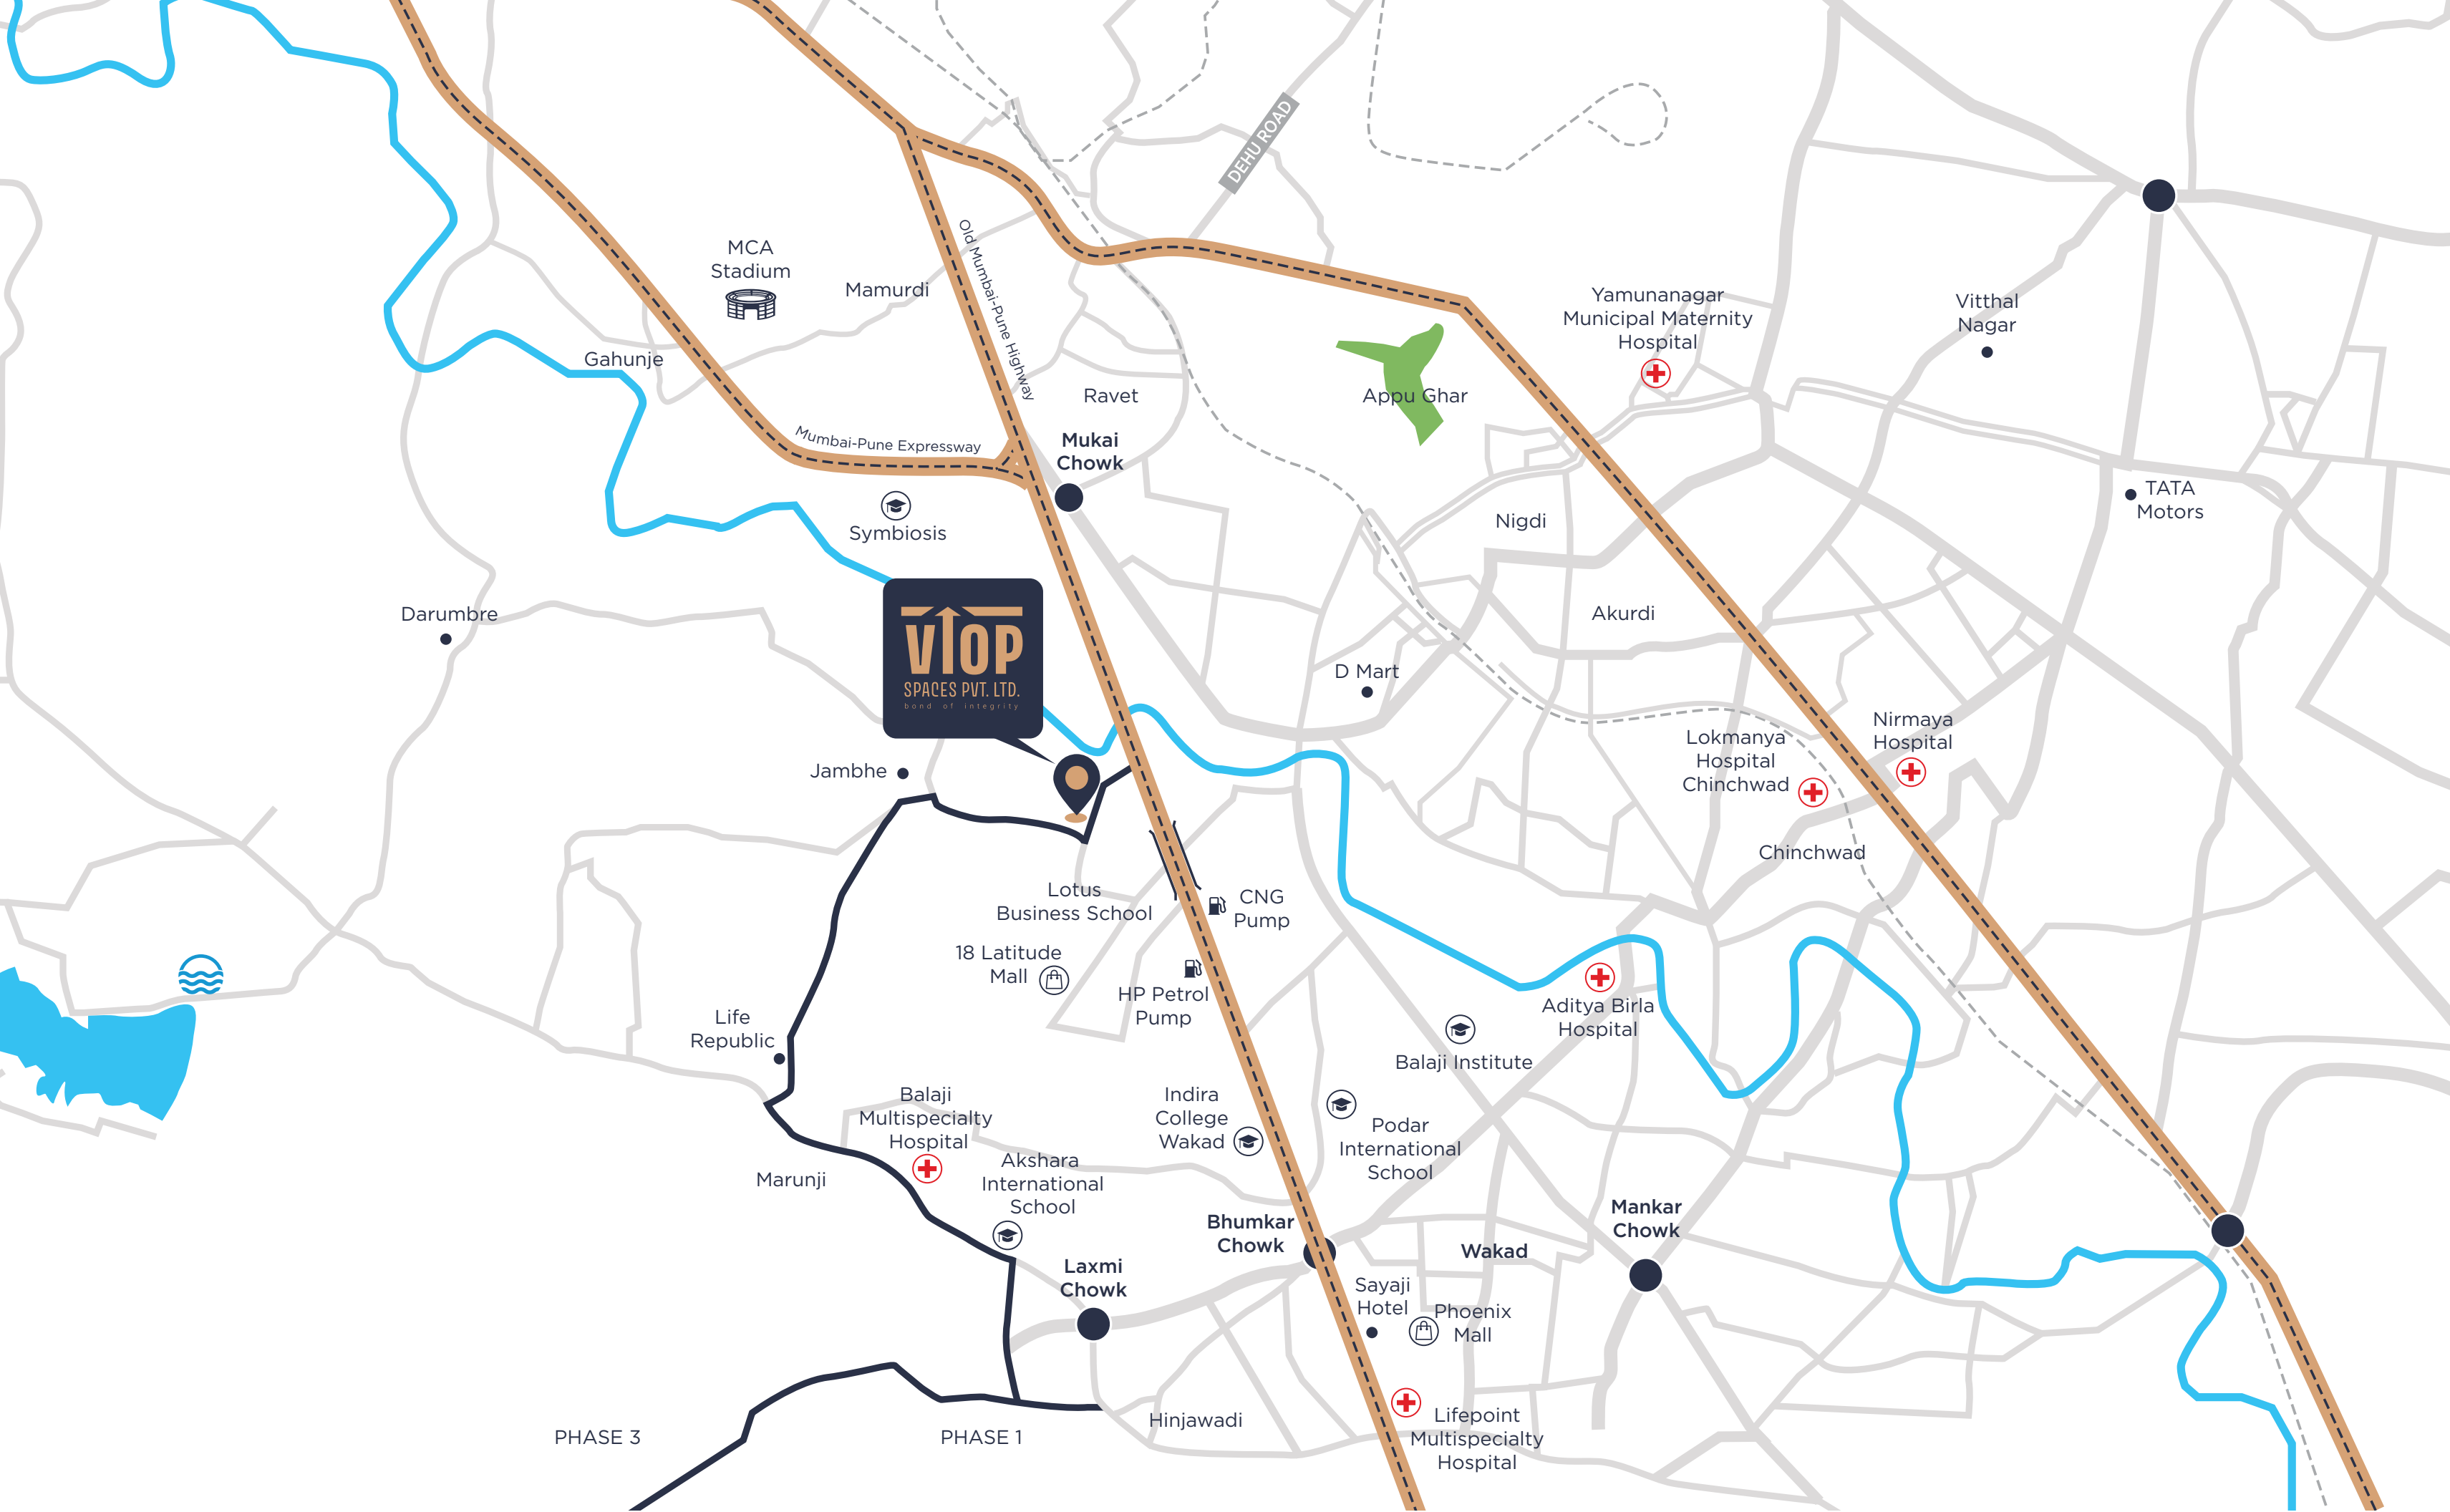 DEHU ROAD
MCA
Stadium
Mamurdi
Old Mumbai-Pune Highway
Gahunje
Yamunanagar
Municipal Maternity
Hospital
Vitthal
Nagar
Ravet
Appu Ghar
Mumbai-Pune Expressway
Mukai
Chowk
Symbiosis
Nigdi
TATA
Motors
Darumbre
VTOP
SPACES PVT. LTD.
bond of integrity
Akurdi
D Mart
Jambhe
Lokmanya
Hospital
Chinchwad
Nirmaya
Hospital
Chinchwad
Lotus
Business School
CNG
Pump
18 Latitude
Mall
HP Petrol
Pump
Life
Republic
Aditya Birla
Hospital
Balaji Institute
Balaji
Multispecialty
Hospital
Indira
College
Wakad
Podar
International
School
Akshara
International
School
Marunji
Bhumkar
Chowk
Mankar
Chowk
Wakad
Laxmi
Chowk
Sayaji
Hotel
Phoenix
Mall
Hinjawadi
Lifepoint
Multispecialty
Hospital
PHASE 3
PHASE 1